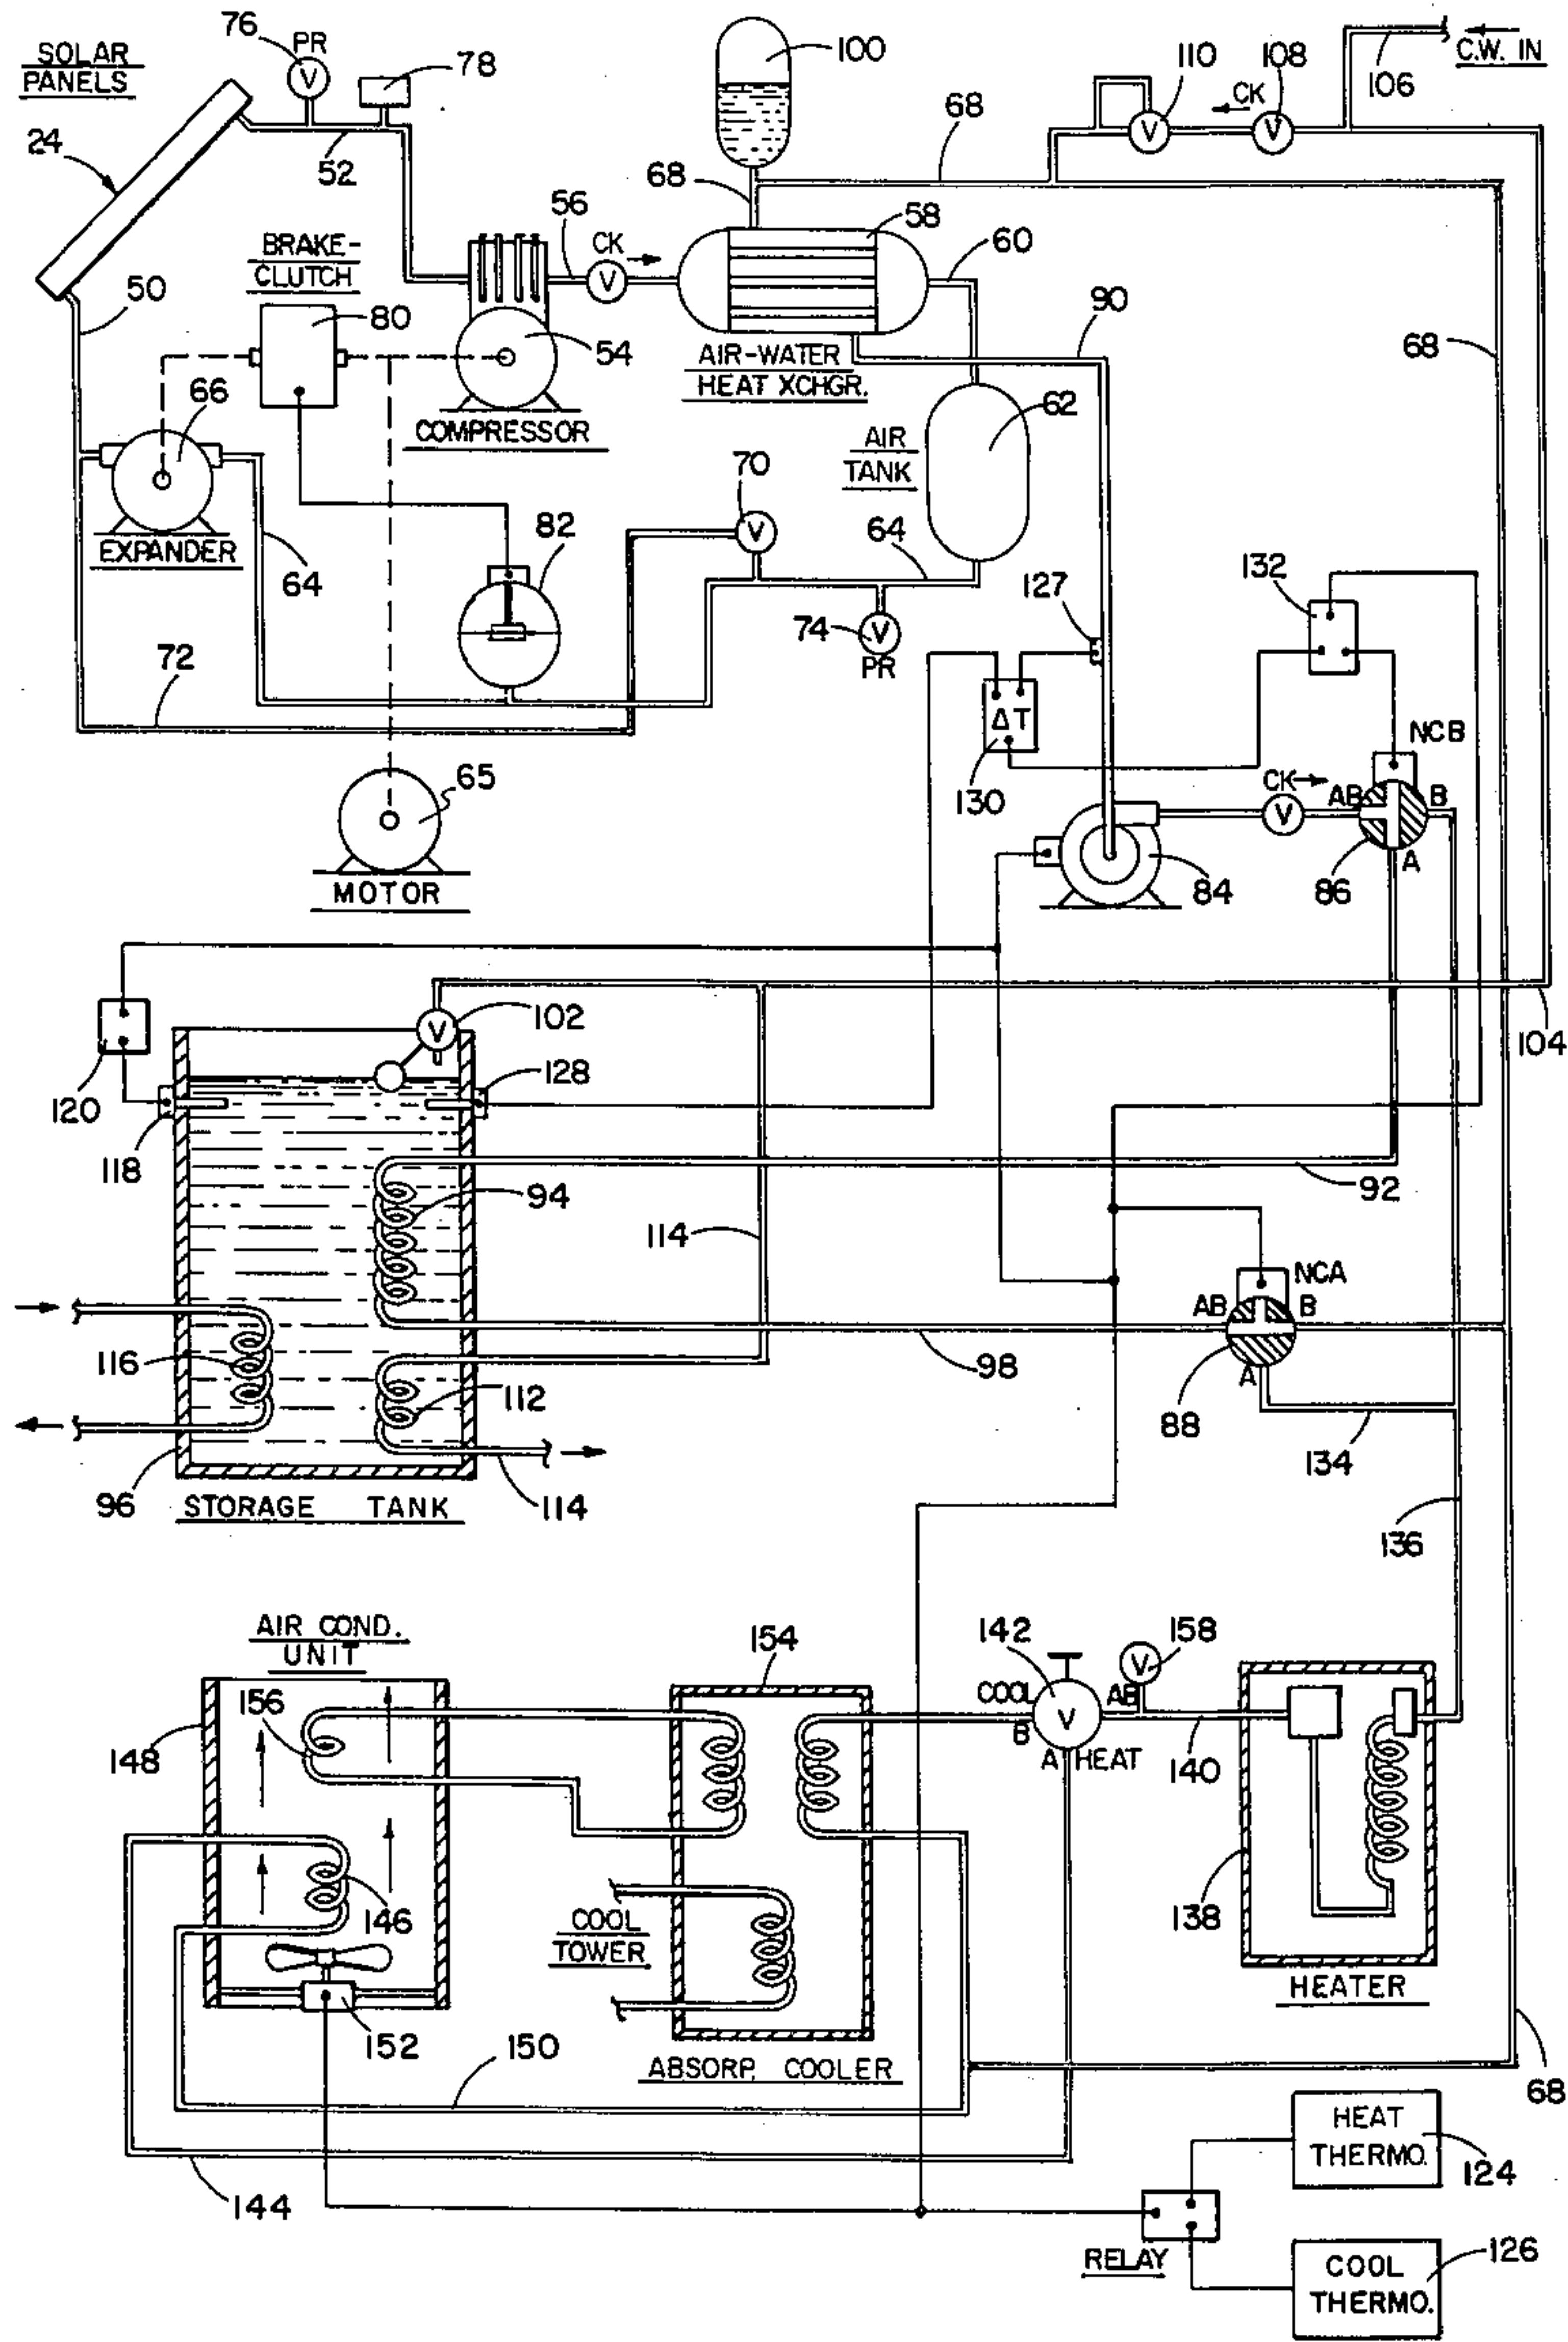 76
PR
SOLAR
PANELS
78
100
110
CK
108
106
C.W. IN
24
52
68
68
56
CK
58
60
BRAKE-
CLUTCH
50
80
54
AIR-WATER
HEAT XCHGR.
90
68
66
COMPRESSOR
62
AIR
TANK
70
EXPANDER
64
82
64
127
132
74
PR
72
ΔT
NCB
65
130
CK
AB
B
84
86
A
MOTOR
102
104
120
128
118
94
92
114
NCA
AB
B
116
98
A
112
88
134
96
STORAGE TANK
114
136
AIR COND.
UNIT
154
142
158
156
COOL
B
AB
148
A HEAT
140
146
COOL
TOWER
138
HEATER
152
150
ABSORP. COOLER
68
HEAT
THERMO.
124
144
RELAY
COOL
THERMO.
126
V
V
V
V
V
V
V
V
V
V
V